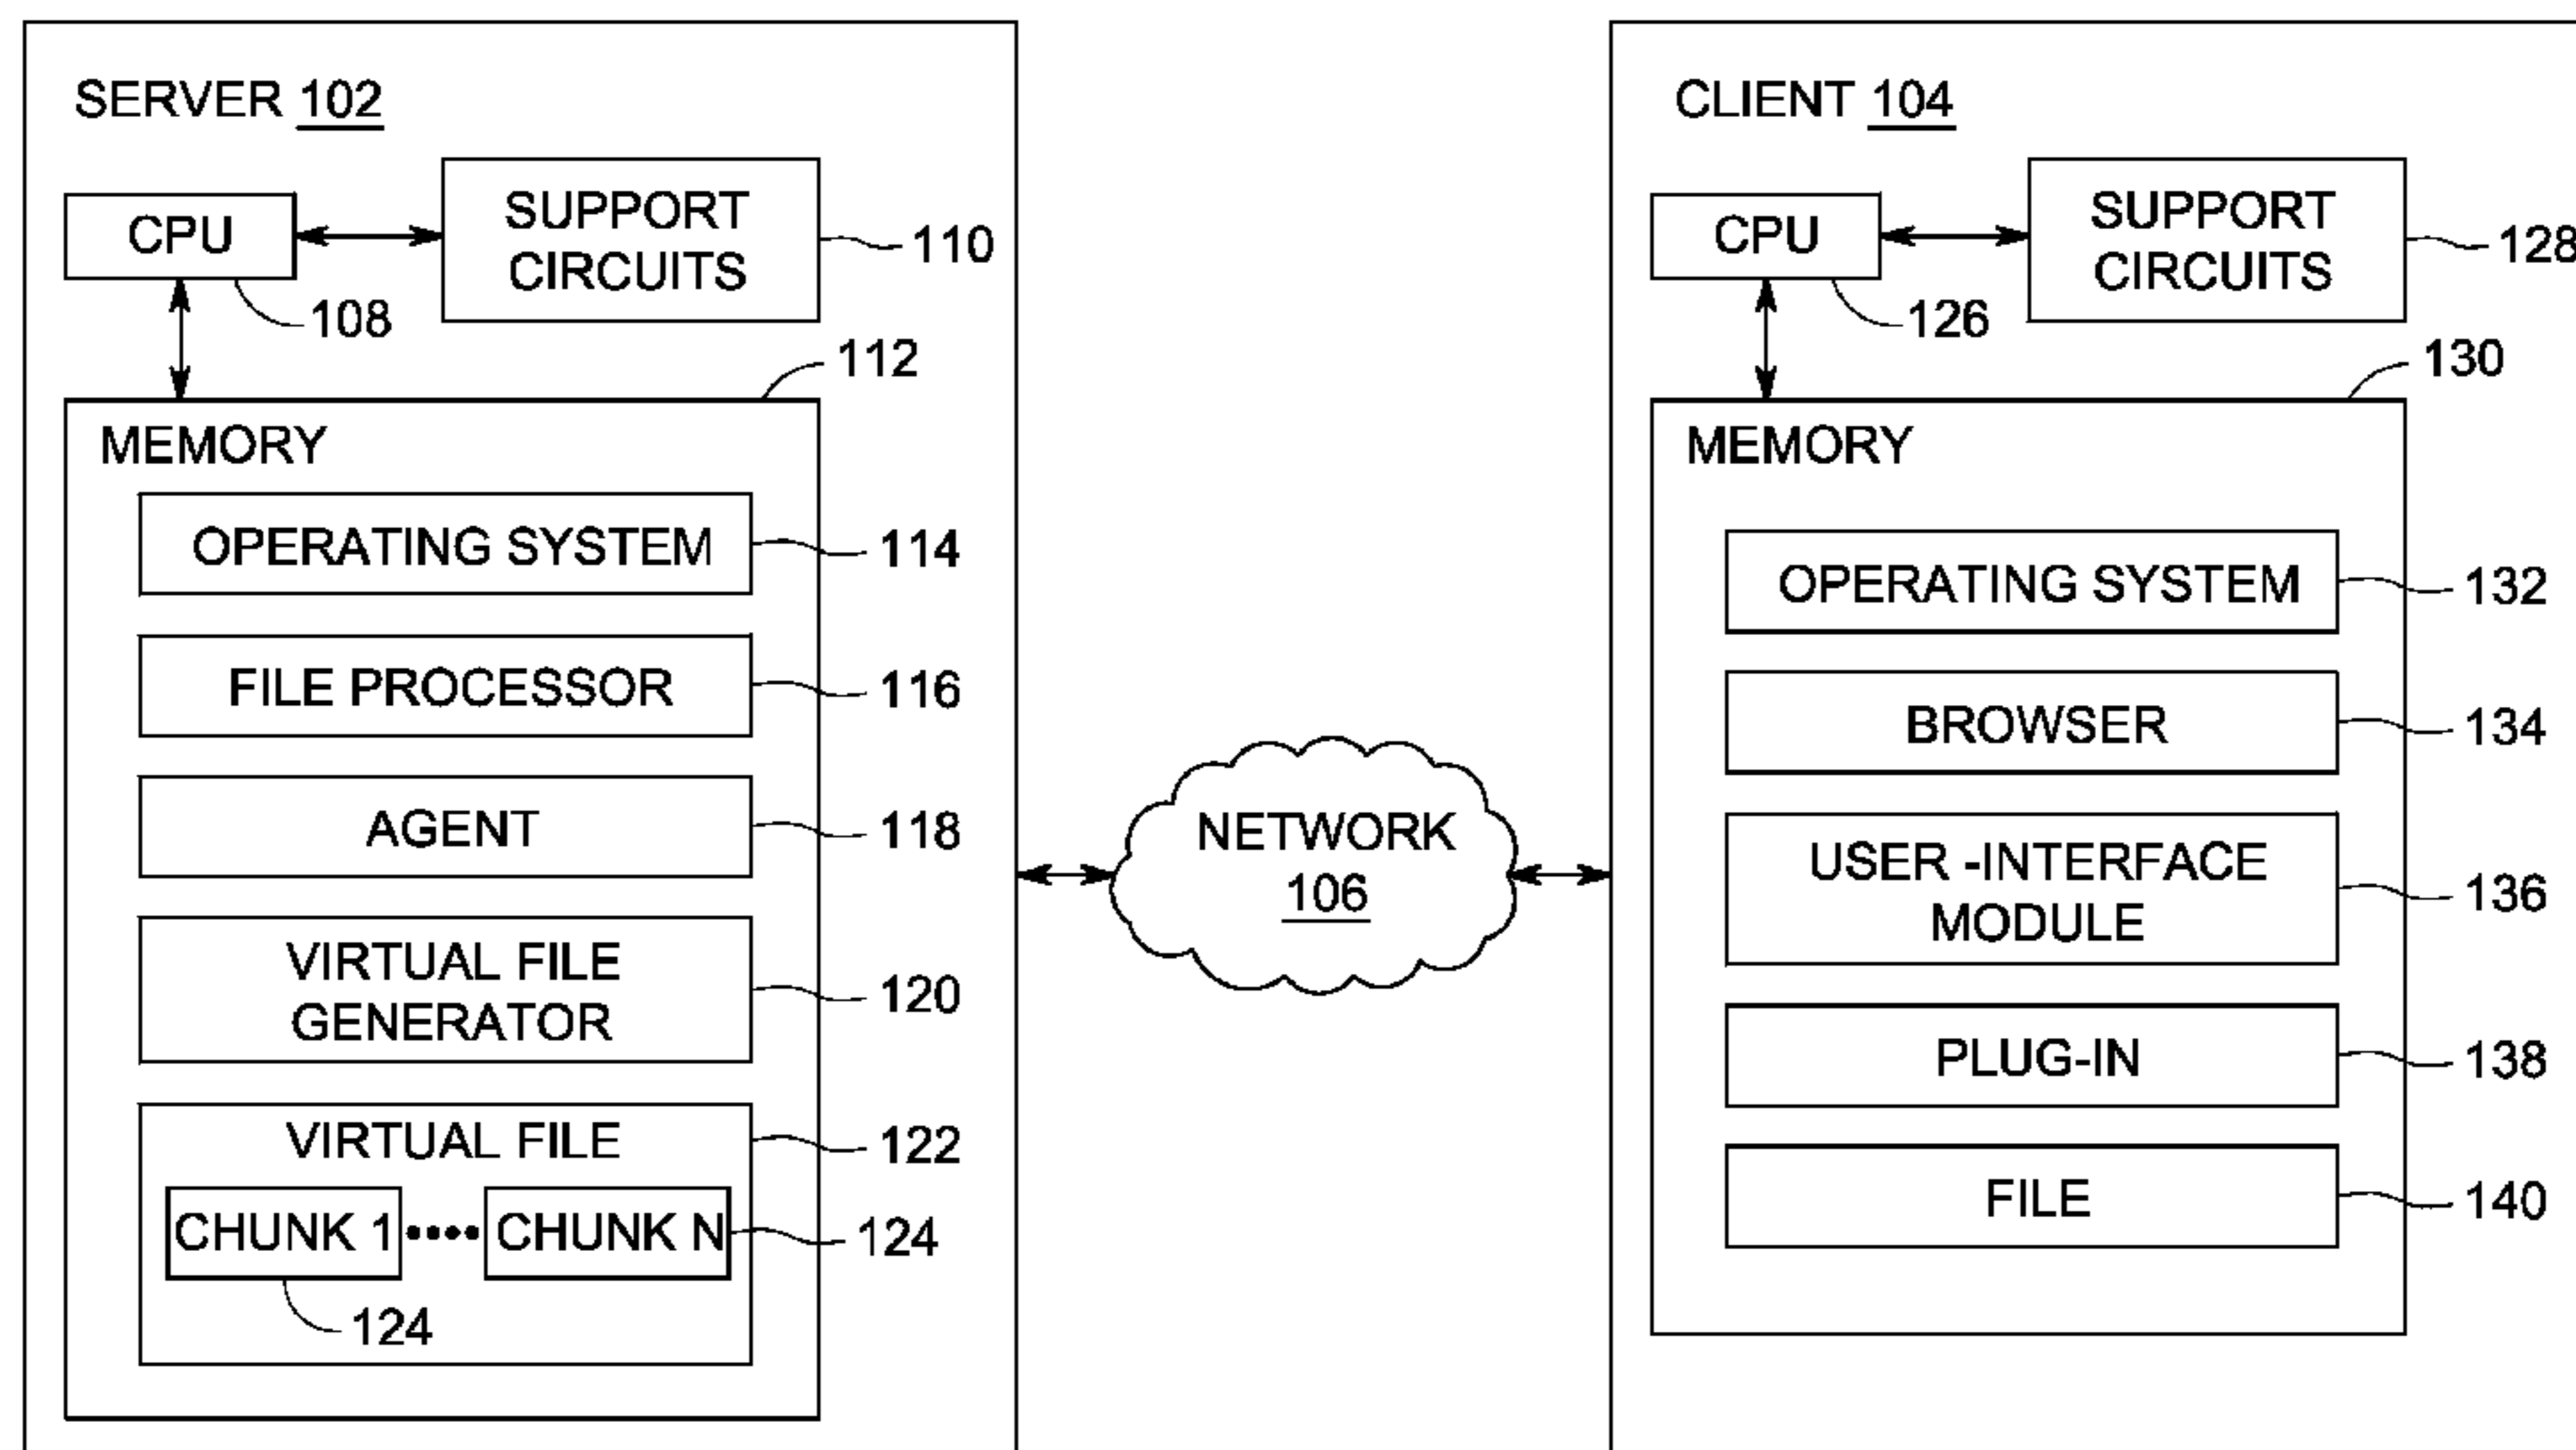 SERVER 102
CPU
SUPPORT
CIRCUITS
110
108
112
MEMORY
OPERATING SYSTEM
114
FILE PROCESSOR
116
AGENT
118
VIRTUAL FILE
GENERATOR
120
VIRTUAL FILE
122
CHUNK 1
CHUNK N
124
124
NETWORK
106
CLIENT 104
CPU
SUPPORT
CIRCUITS
128
126
130
MEMORY
OPERATING SYSTEM
132
BROWSER
134
USER -INTERFACE
MODULE
136
PLUG-IN
138
FILE
140